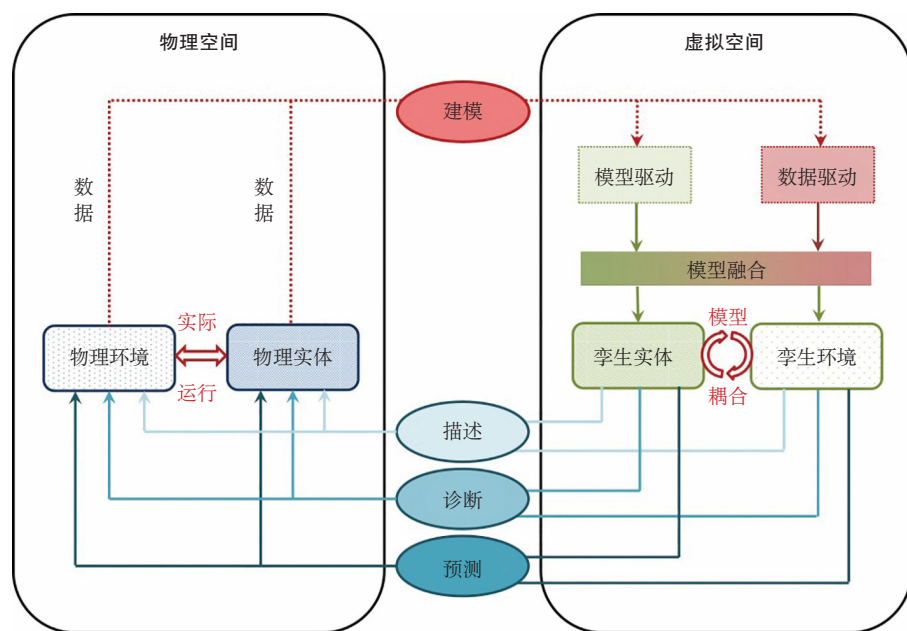 物理空间
虚拟空间
建模
数据
数据
模型驱动
数据驱动
模型融合
实际
运行
物理环境
物理实体
孪生实体
模型
耦合
孪生环境
描述
诊断
预测